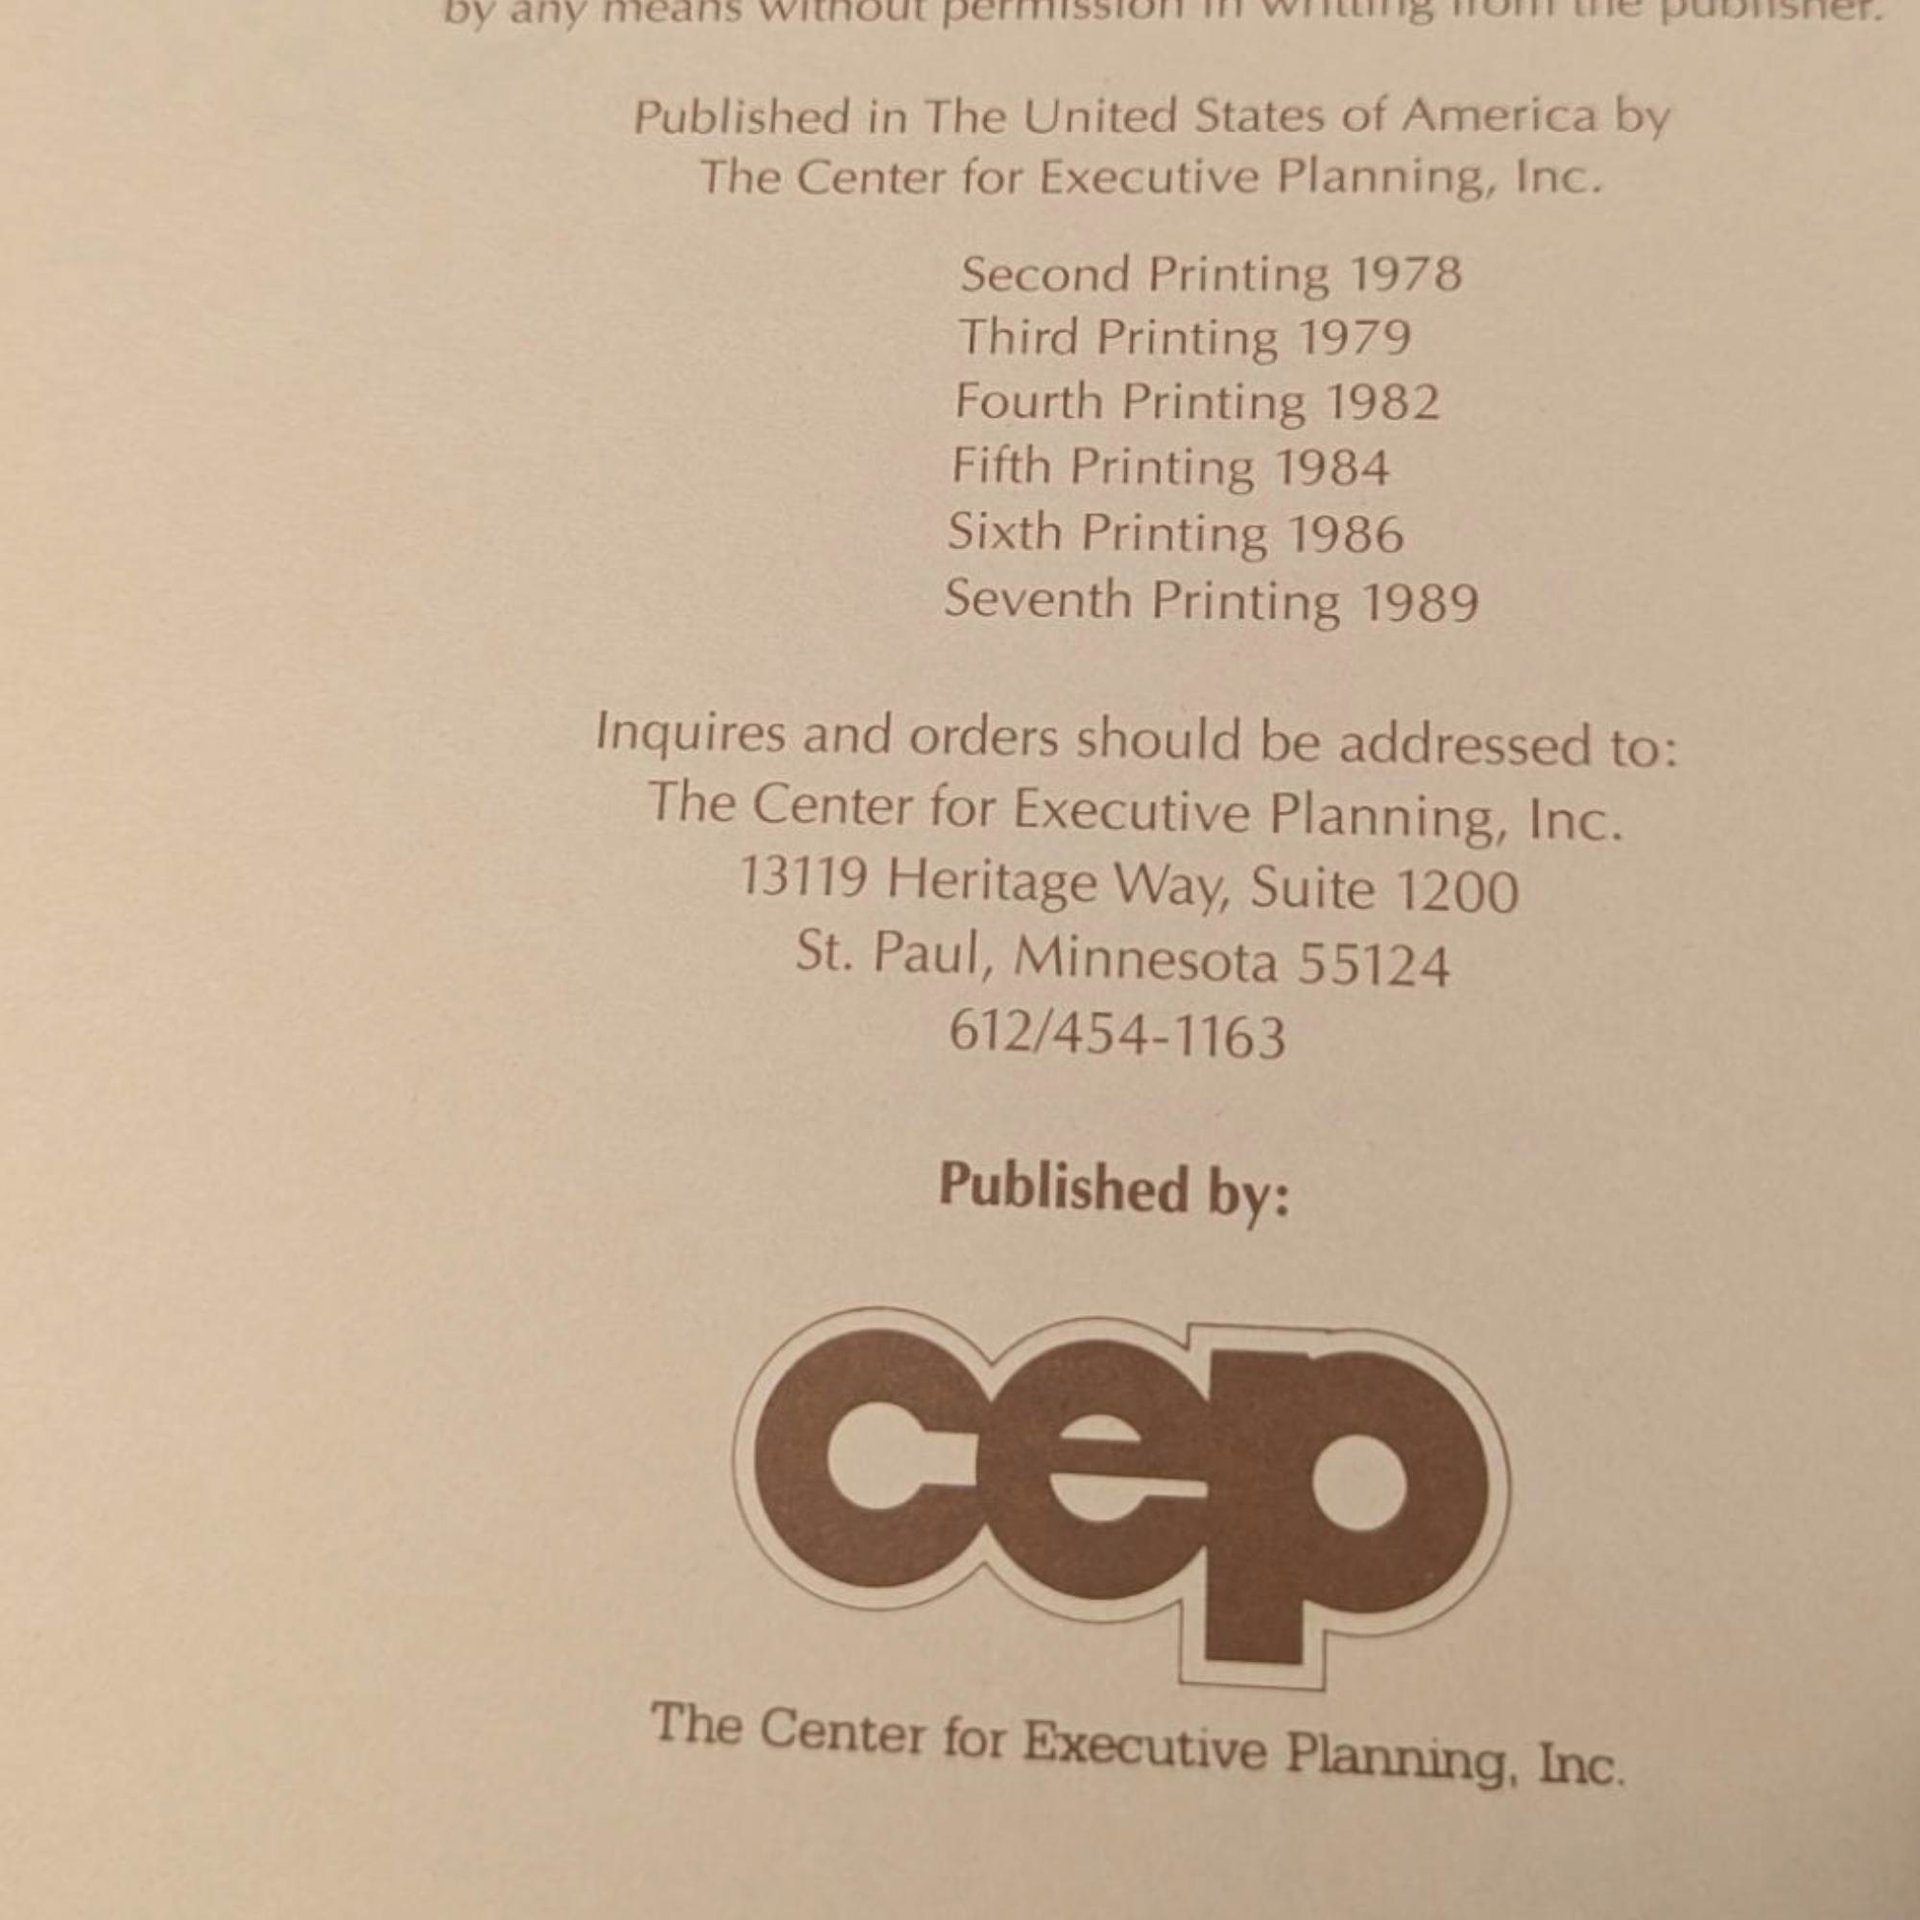 by any means without permission in writting from the publisher.
Published in The United States of America by
The Center for Executive Planning, Inc.
Second Printing 1978
Third Printing 1979
Fourth Printing 1982
Fifth Printing 1984
Sixth Printing 1986
Seventh Printing 1989
Inquires and orders should be addressed to:
The Center for Executive Planning, Inc.
13119 Heritage Way, Suite 1200
St. Paul, Minnesota 55124
612/454-1163
Published by:
cep
The Center for Executive Planning, Inc.